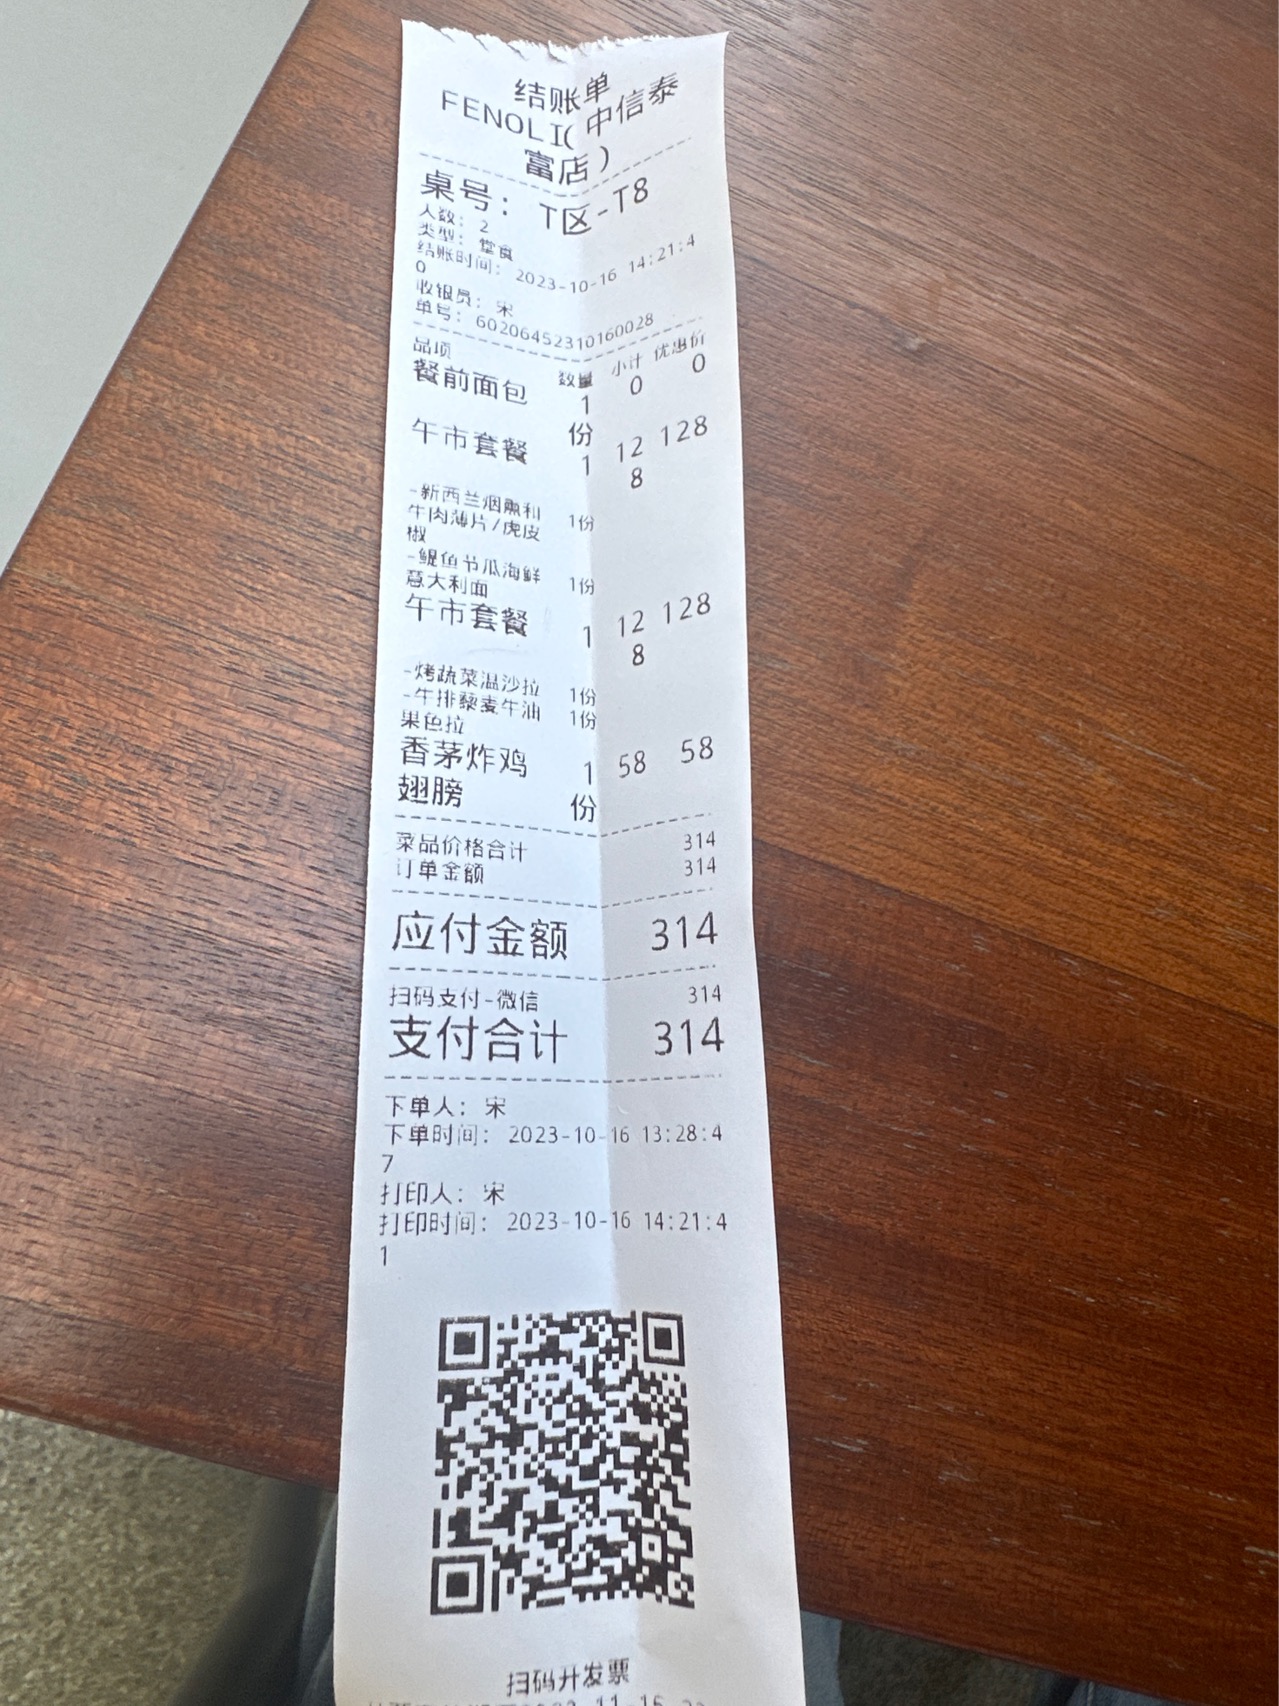 结账单
FENOLI(中信泰
富店)
桌号: T区-T8
人数: 2
类型: 堂食
结账时间: 2023-10-16 14:21:4
0
收银员: 宋
单号: 60206452310160028
品项 数量 小计 优惠价
餐前面包 1 0 0
份
午市套餐 1 12 128
8
-新西兰烟熏和 1份
牛肉薄片/虎皮
椒
-鳀鱼节瓜海鲜 1份
意大利面
午市套餐 1 12 128
8
-烤蔬菜温沙拉 1份
-牛排藜麦牛油 1份
果色拉
香茅炸鸡 1 58 58
翅膀 份
菜品价格合计 314
订单金额 314
应付金额 314
扫码支付-微信 314
支付合计 314
下单人: 宋
下单时间: 2023-10-16 13:28:4
7
打印人: 宋
打印时间: 2023-10-16 14:21:4
1
扫码开发票